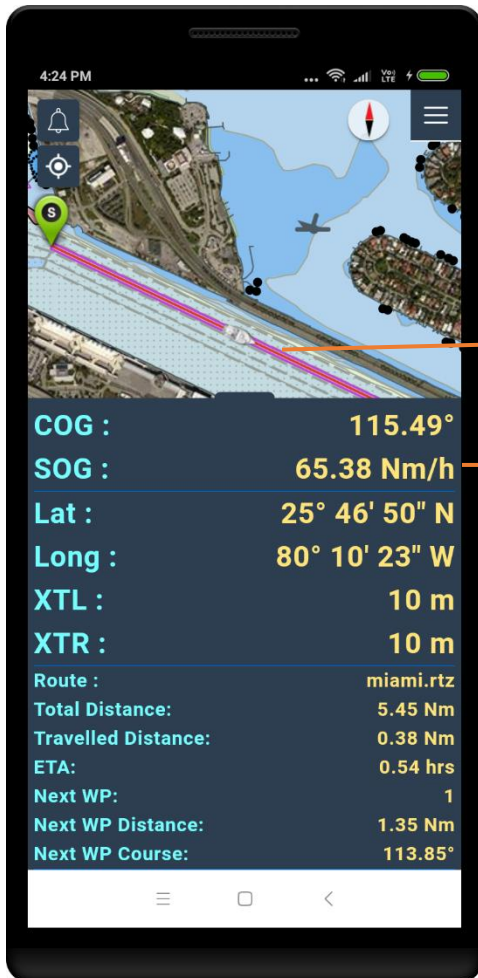 4:24 PM ... Vo) LTE
S
COG : 115.49°
SOG : 65.38 Nm/h
Lat : 25° 46' 50" N
Long : 80° 10' 23" W
XTL : 10 m
XTR : 10 m
Route : miami.rtz
Total Distance: 5.45 Nm
Travelled Distance: 0.38 Nm
ETA: 0.54 hrs
Next WP: 1
Next WP Distance: 1.35 Nm
Next WP Course: 113.85°